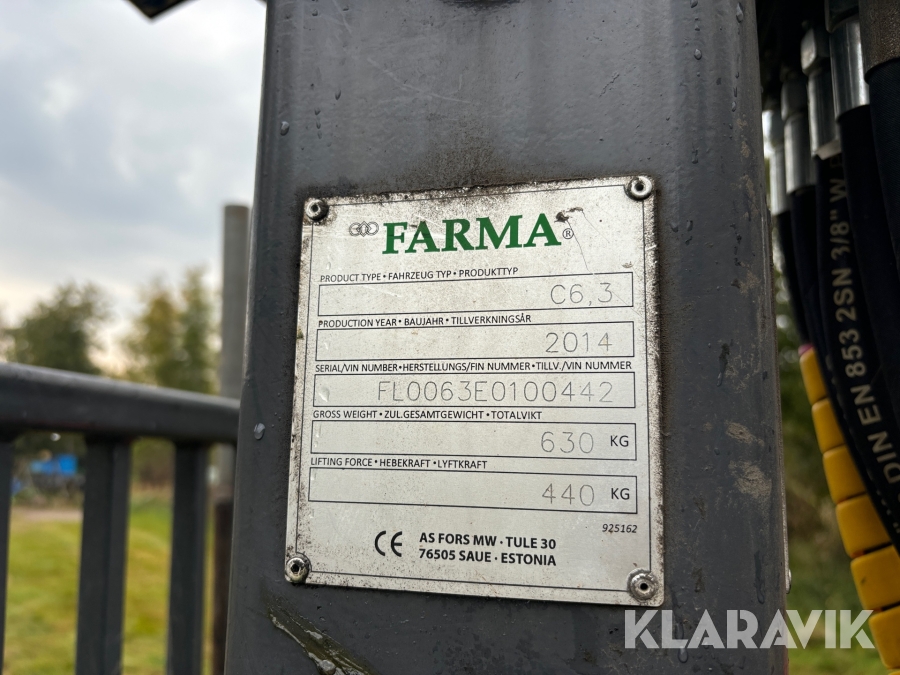 FARMA®
PRODUCT TYPE • FAHRZEUG TYP • PRODUKTTYP
C6,3
PRODUCTION YEAR • BAUJAHR • TILLVERKNINGSÅR
2014
SERIAL/VIN NUMBER • HERSTELLUNGS/FIN NUMMER • TILLV./VIN NUMMER
FL0063E0100442
GROSS WEIGHT • ZUL.GESAMTGEWICHT • TOTALVIKT
630 KG
LIFTING FORCE • HEBEKRAFT • LYFTKRAFT
440 KG
925162
CE AS FORS MW · TULE 30
76505 SAUE · ESTONIA
DIN EN 853 2SN 3/8" W
KLARAVIK